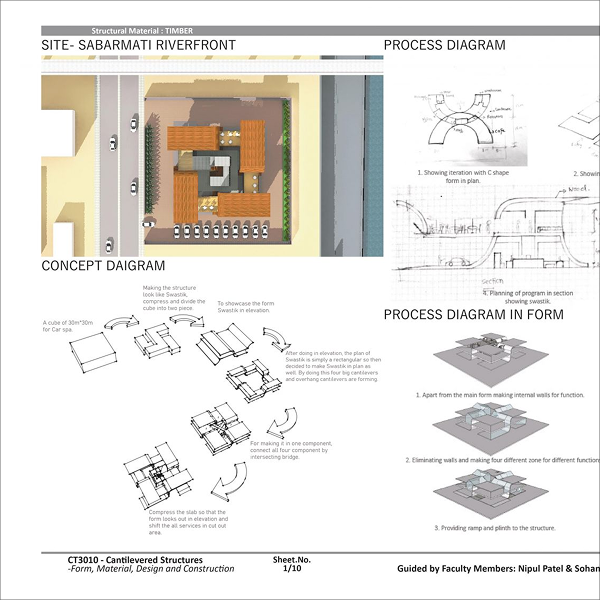 Structural Material : TIMBER
SITE- SABARMATI RIVERFRONT
PROCESS DIAGRAM
1. Showing iteration with C shape
form in plan.
2. Showin
Wood.
section
4. Planning of program in section
showing swastik.
CONCEPT DAIGRAM
A cube of 30m*30m
for Car spa.
Making the structure
look like Swastik,
compress and divide the
cube into two piece.
To showcase the form
Swastik in elevation.
After doing in elevation, the plan of
Swastik is simply a rectangular so then
decided to make Swastik in plan as
well. By doing this four big cantilevers
and overhang cantilevers are forming.
For making it in one component,
connect all four component by
intersecting bridge.
Compress the slab so that the
form looks out in elevation and
shift all the services in cut out
area.
PROCESS DIAGRAM IN FORM
1. Apart from the main form making internal walls for function.
2. Eliminating walls and making four different zone for different function
3. Providing ramp and plinth to the structure.
CT3010 - Cantilevered Structures
-Form, Material, Design and Construction
Sheet.No.
1/10
Guided by Faculty Members: Nipul Patel & Sohan